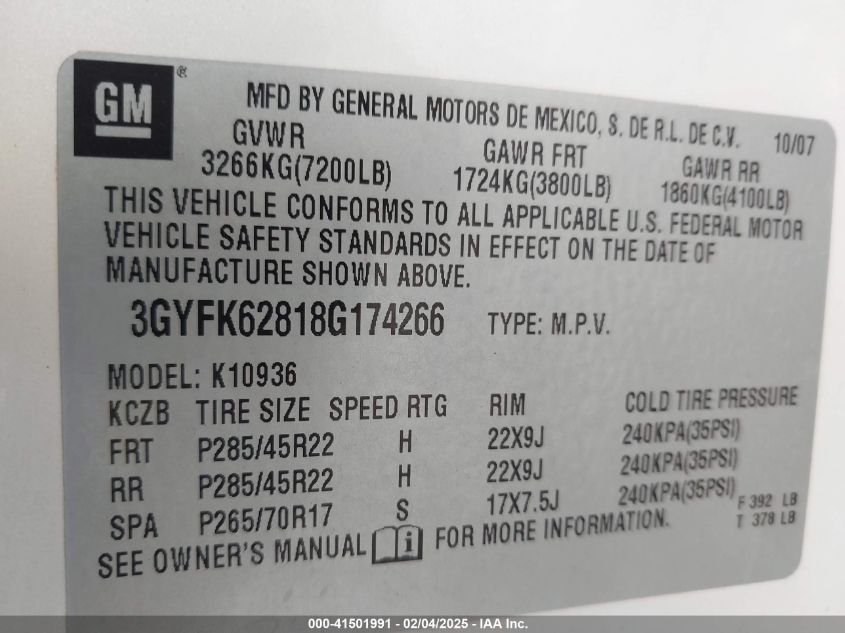 GM ®
MFD BY GENERAL MOTORS DE MEXICO, S. DE R.L. DE C.V. 10/07
GVWR GAWR FRT GAWR RR
3266KG(7200LB) 1724KG(3800LB) 1860KG(4100LB)
THIS VEHICLE CONFORMS TO ALL APPLICABLE U.S. FEDERAL MOTOR
VEHICLE SAFETY STANDARDS IN EFFECT ON THE DATE OF
MANUFACTURE SHOWN ABOVE.
3GYFK62818G174266 TYPE: M.P.V.
MODEL: K10936
KCZB TIRE SIZE SPEED RTG RIM COLD TIRE PRESSURE
FRT P285/45R22 H 22X9J 240KPA(35PSI)
RR P285/45R22 H 22X9J 240KPA(35PSI)
SPA P265/70R17 S 17X7.5J 240KPA(35PSI) F 392 LB
T 378 LB
SEE OWNER'S MANUAL i FOR MORE INFORMATION.
000-41501991 - 02/04/2025 - IAA Inc.